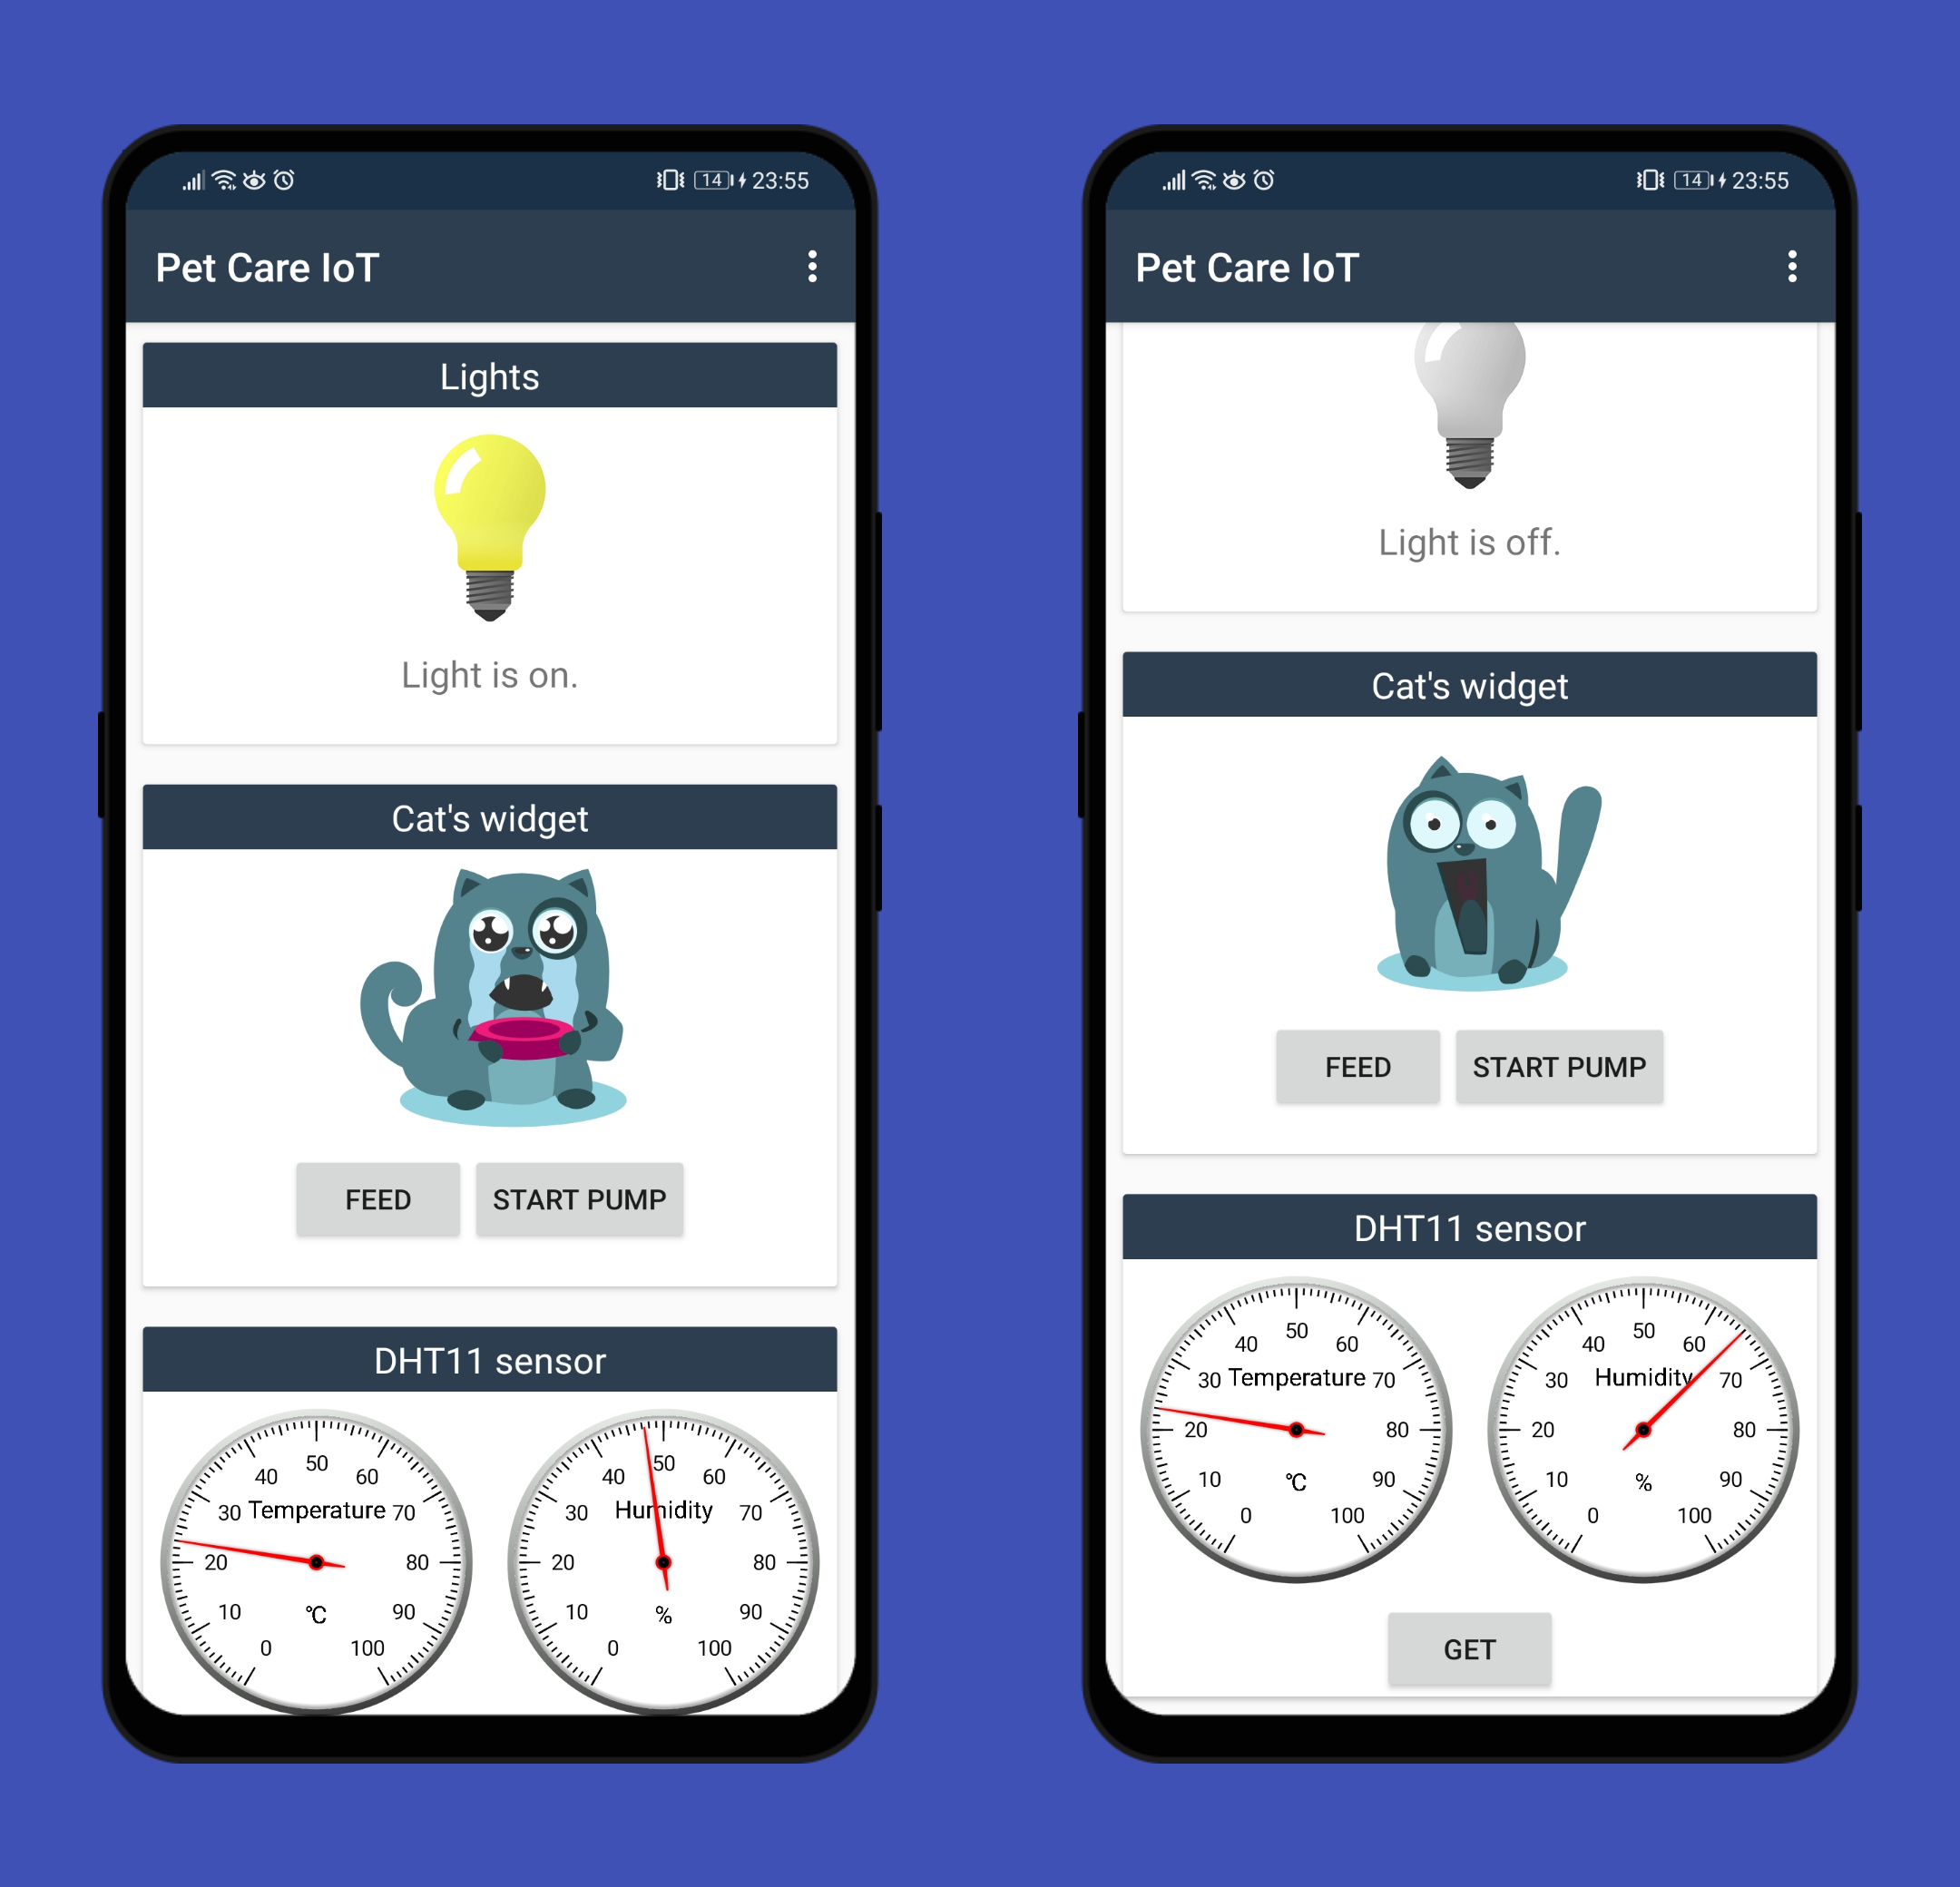 14 23:55
Pet Care IoT
Lights
Light is on.
Cat's widget
FEED START PUMP
DHT11 sensor
0 10 20 30 40 50 60 70 80 90 100
Temperature
°C
0 10 20 30 40 50 60 70 80 90 100
Humidity
%
14 23:55
Pet Care IoT
Light is off.
Cat's widget
FEED START PUMP
DHT11 sensor
0 10 20 30 40 50 60 70 80 90 100
Temperature
°C
0 10 20 30 40 50 60 70 80 90 100
Humidity
%
GET